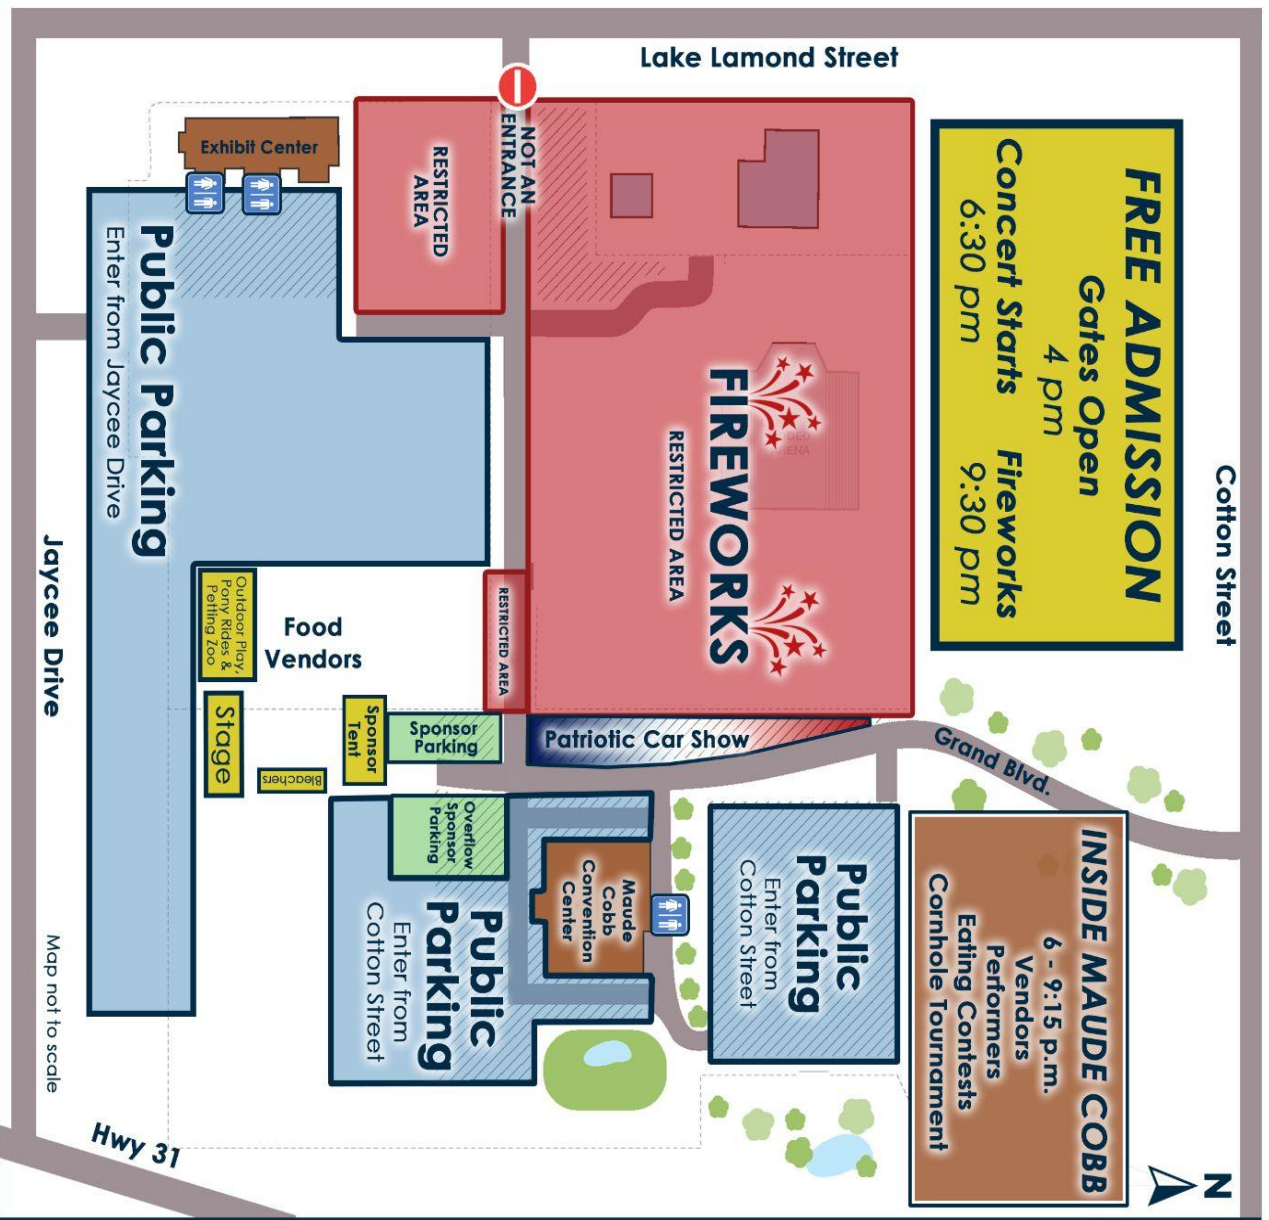 Lake Lamond Street
Cotton Street
Jaycee Drive
Hwy 31
Grand Blvd.
N
FREE ADMISSION
Gates Open
4 pm
Concert Starts
6:30 pm
Fireworks
9:30 pm
NOT AN
ENTRANCE
RESTRICTED
AREA
Exhibit Center
FIREWORKS
RESTRICTED AREA
Public Parking
Enter from Jaycee Drive
Outdoor Play,
Pony Rides &
Petting Zoo
Food
Vendors
RESTRICTED AREA
Stage
Bleachers
Sponsor
Tent
Sponsor
Parking
Patriotic Car Show
Overflow
Sponsor
Parking
Public
Parking
Enter from
Cotton Street
Maude
Cobb
Convention
Center
Public
Parking
Enter from
Cotton Street
INSIDE MAUDE COBB
6 - 9:15 p.m.
Vendors
Performers
Eating Contests
Cornhole Tournament
Map not to scale